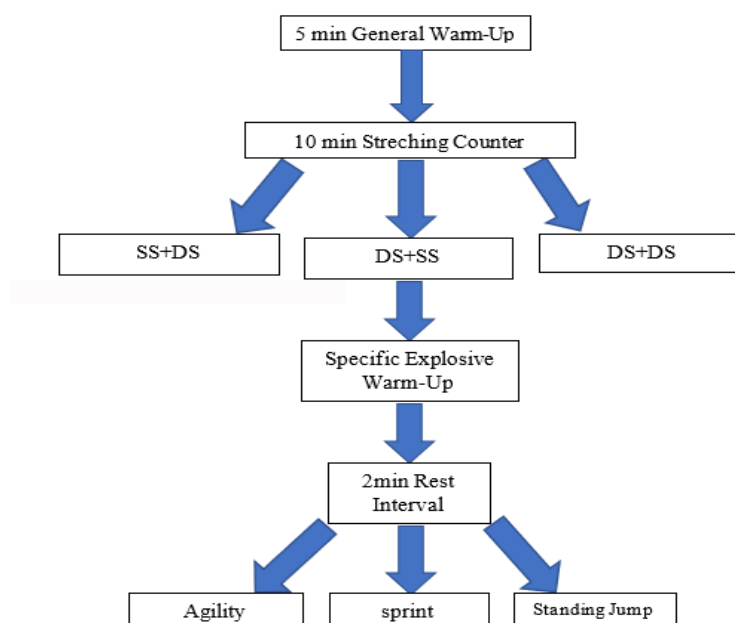 5 min General Warm-Up
10 min Streching Counter
SS+DS
DS+SS
DS+DS
Specific Explosive
Warm-Up
2min Rest
Interval
Agility
sprint
Standing Jump